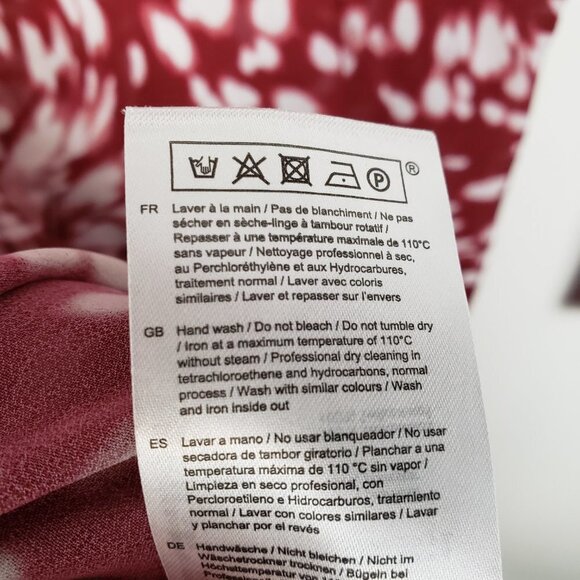 P
®
FR Laver à la main / Pas de blanchiment / Ne pas
sécher en sèche-linge à tambour rotatif /
Repasser à une température maximale de 110°C
sans vapeur / Nettoyage professionnel à sec,
au Perchloréthylène et aux Hydrocarbures,
traitement normal / Laver avec coloris
similaires / Laver et repasser sur l'envers
GB Hand wash / Do not bleach / Do not tumble dry
/ Iron at a maximum temperature of 110°C
without steam / Professional dry cleaning in
tetrachloroethene and hydrocarbons, normal
process / Wash with similar colours / Wash
and iron inside out
ES Lavar a mano / No usar blanqueador / No usar
secadora de tambor giratorio / Planchar a una
temperatura máxima de 110 °C sin vapor /
Limpieza en seco profesional, con
Percloroetileno e Hidrocarburos, tratamiento
normal / Lavar con colores similares / Lavar
y planchar por el revés
DE Handwäsche / Nicht bleichen / Nicht im
Wäschetrockner trocknen / Bügeln bei
Höchsttemperatur von